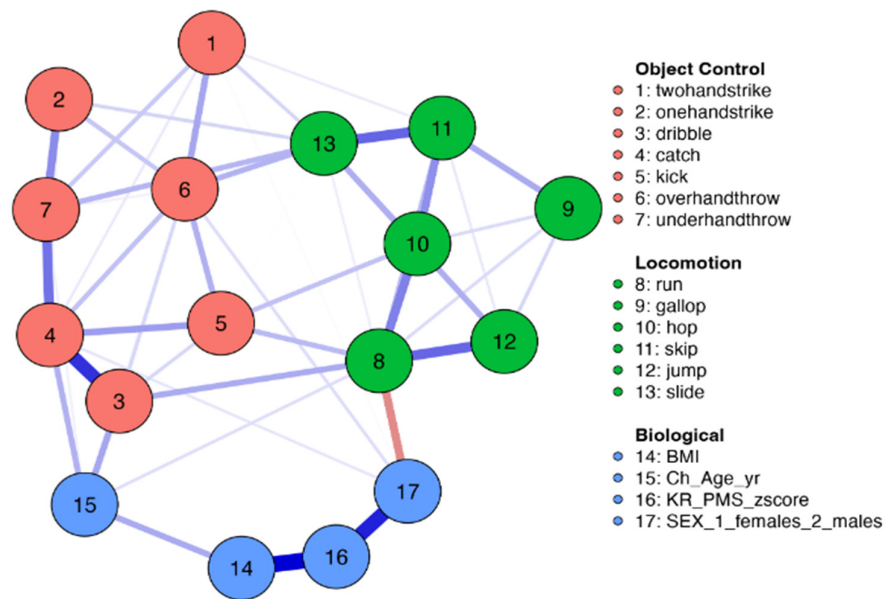 1
2
11
13
6
7
9
10
5
4
12
8
3
17
15
16
14
Object Control
1: twohandstrike
2: onehandstrike
3: dribble
4: catch
5: kick
6: overhandthrow
7: underhandthrow
Locomotion
8: run
9: gallop
10: hop
11: skip
12: jump
13: slide
Biological
14: BMI
15: Ch_Age_yr
16: KR_PMS_zscore
17: SEX_1_females_2_males